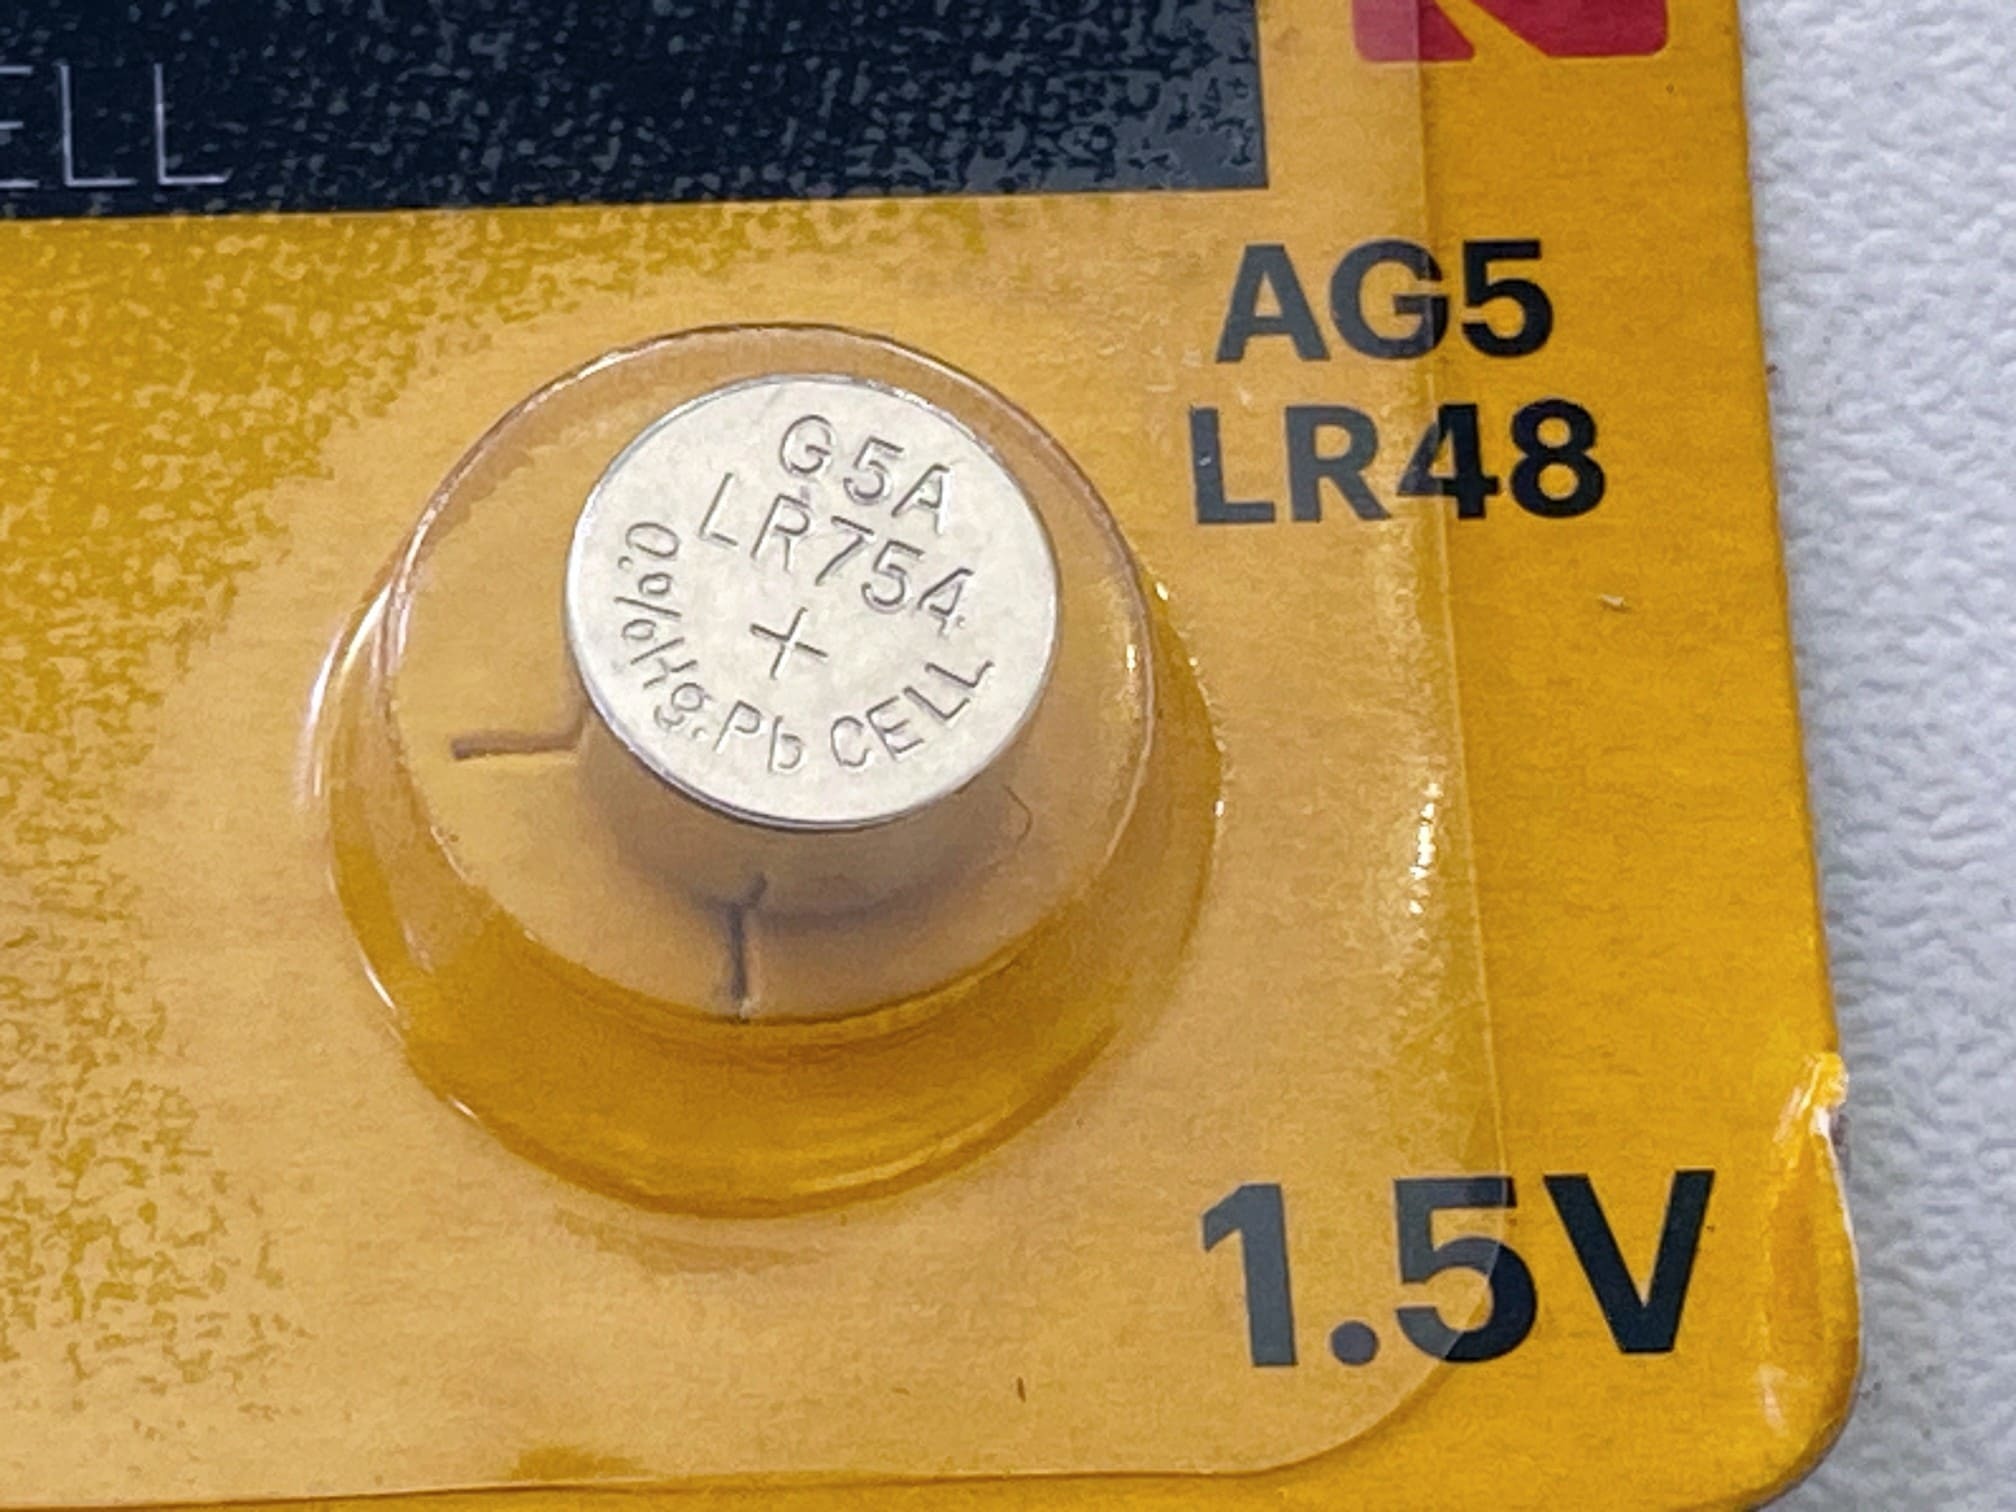 ELL
AG5
LR48
G5A
LR754
+
0%Hg.Pb CELL
1.5V